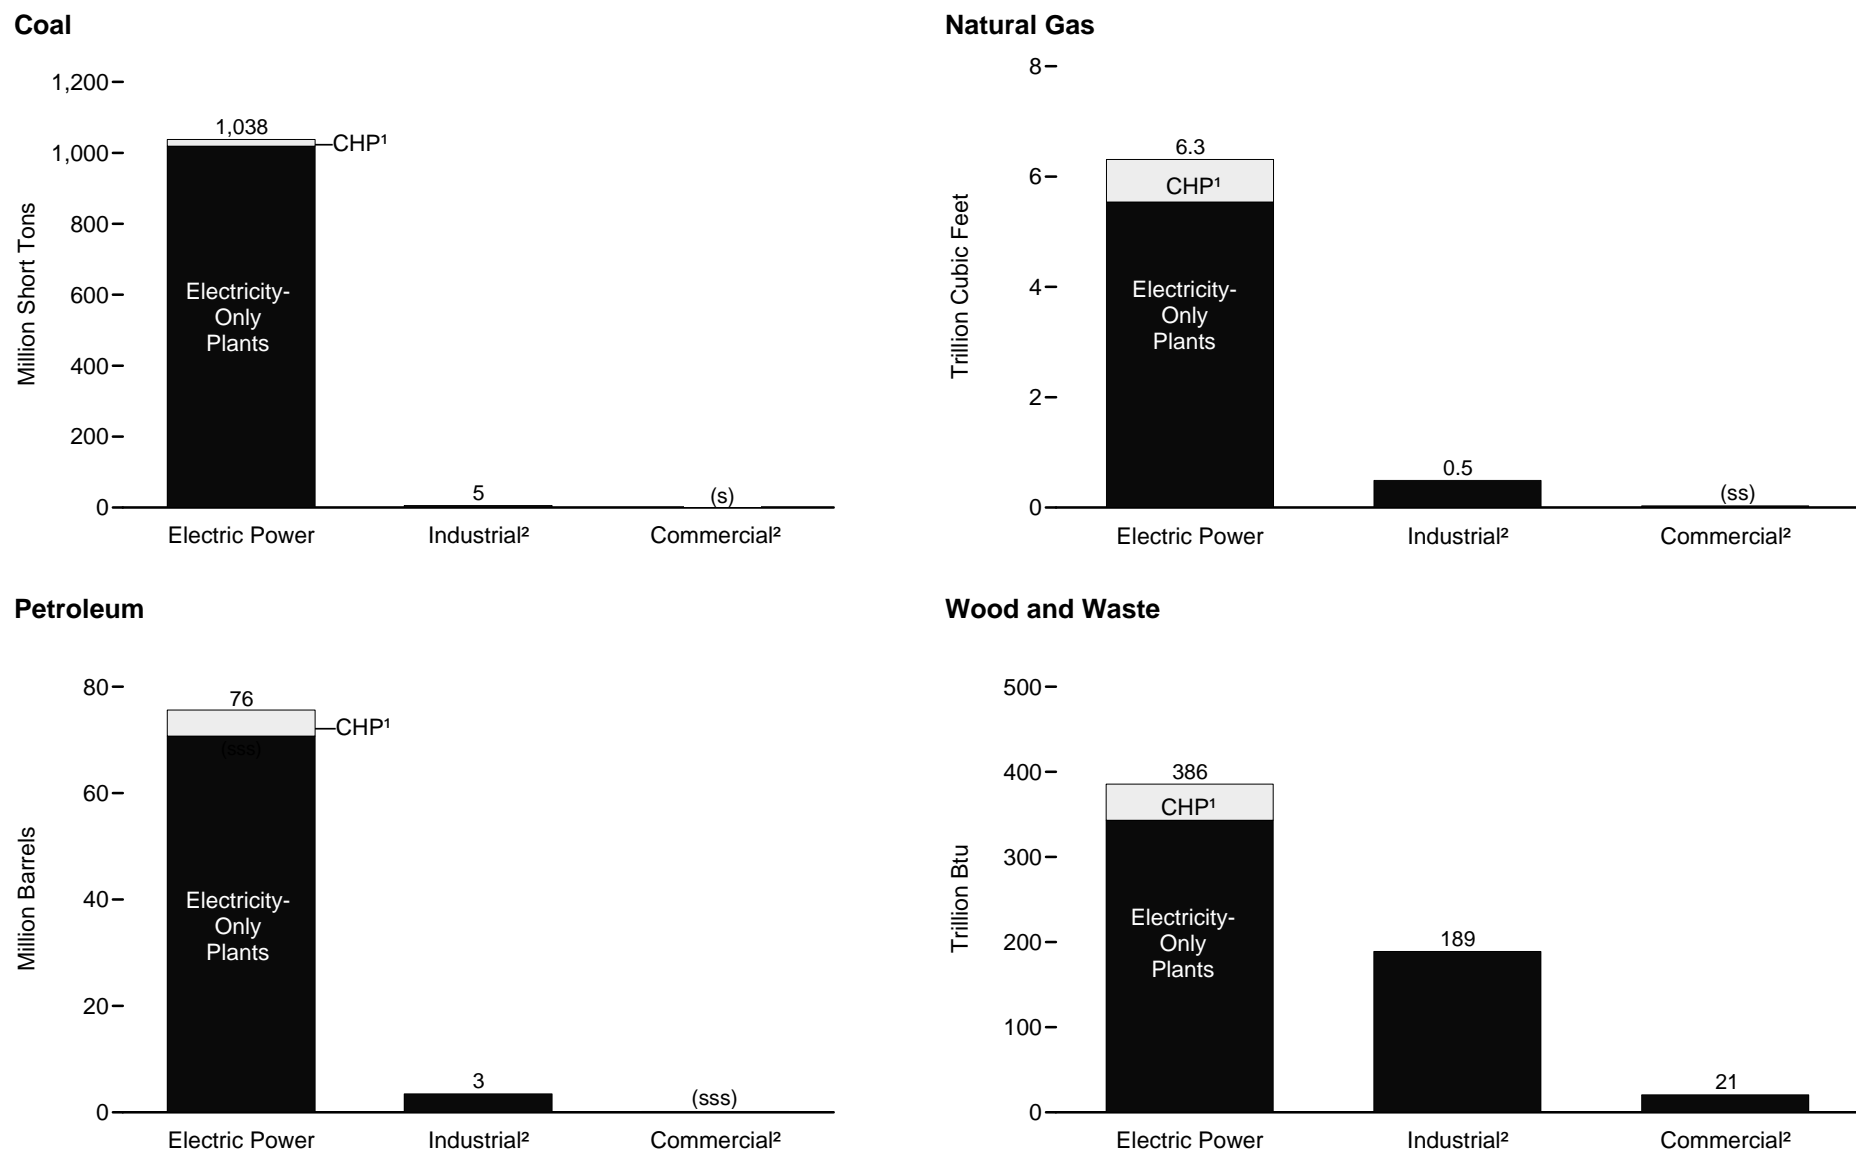 Coal
1,200
1,000
800
600
400
200
0
Million Short Tons
1,038
CHP¹
Electricity-
Only
Plants
5
(s)
Electric Power
Industrial²
Commercial²
Natural Gas
8
6
4
2
0
Trillion Cubic Feet
6.3
CHP¹
Electricity-
Only
Plants
0.5
(ss)
Electric Power
Industrial²
Commercial²
Petroleum
80
60
40
20
0
Million Barrels
76
CHP¹
(sss)
Electricity-
Only
Plants
3
(sss)
Electric Power
Industrial²
Commercial²
Wood and Waste
500
400
300
200
100
0
Trillion Btu
386
CHP¹
Electricity-
Only
Plants
189
21
Electric Power
Industrial²
Commercial²